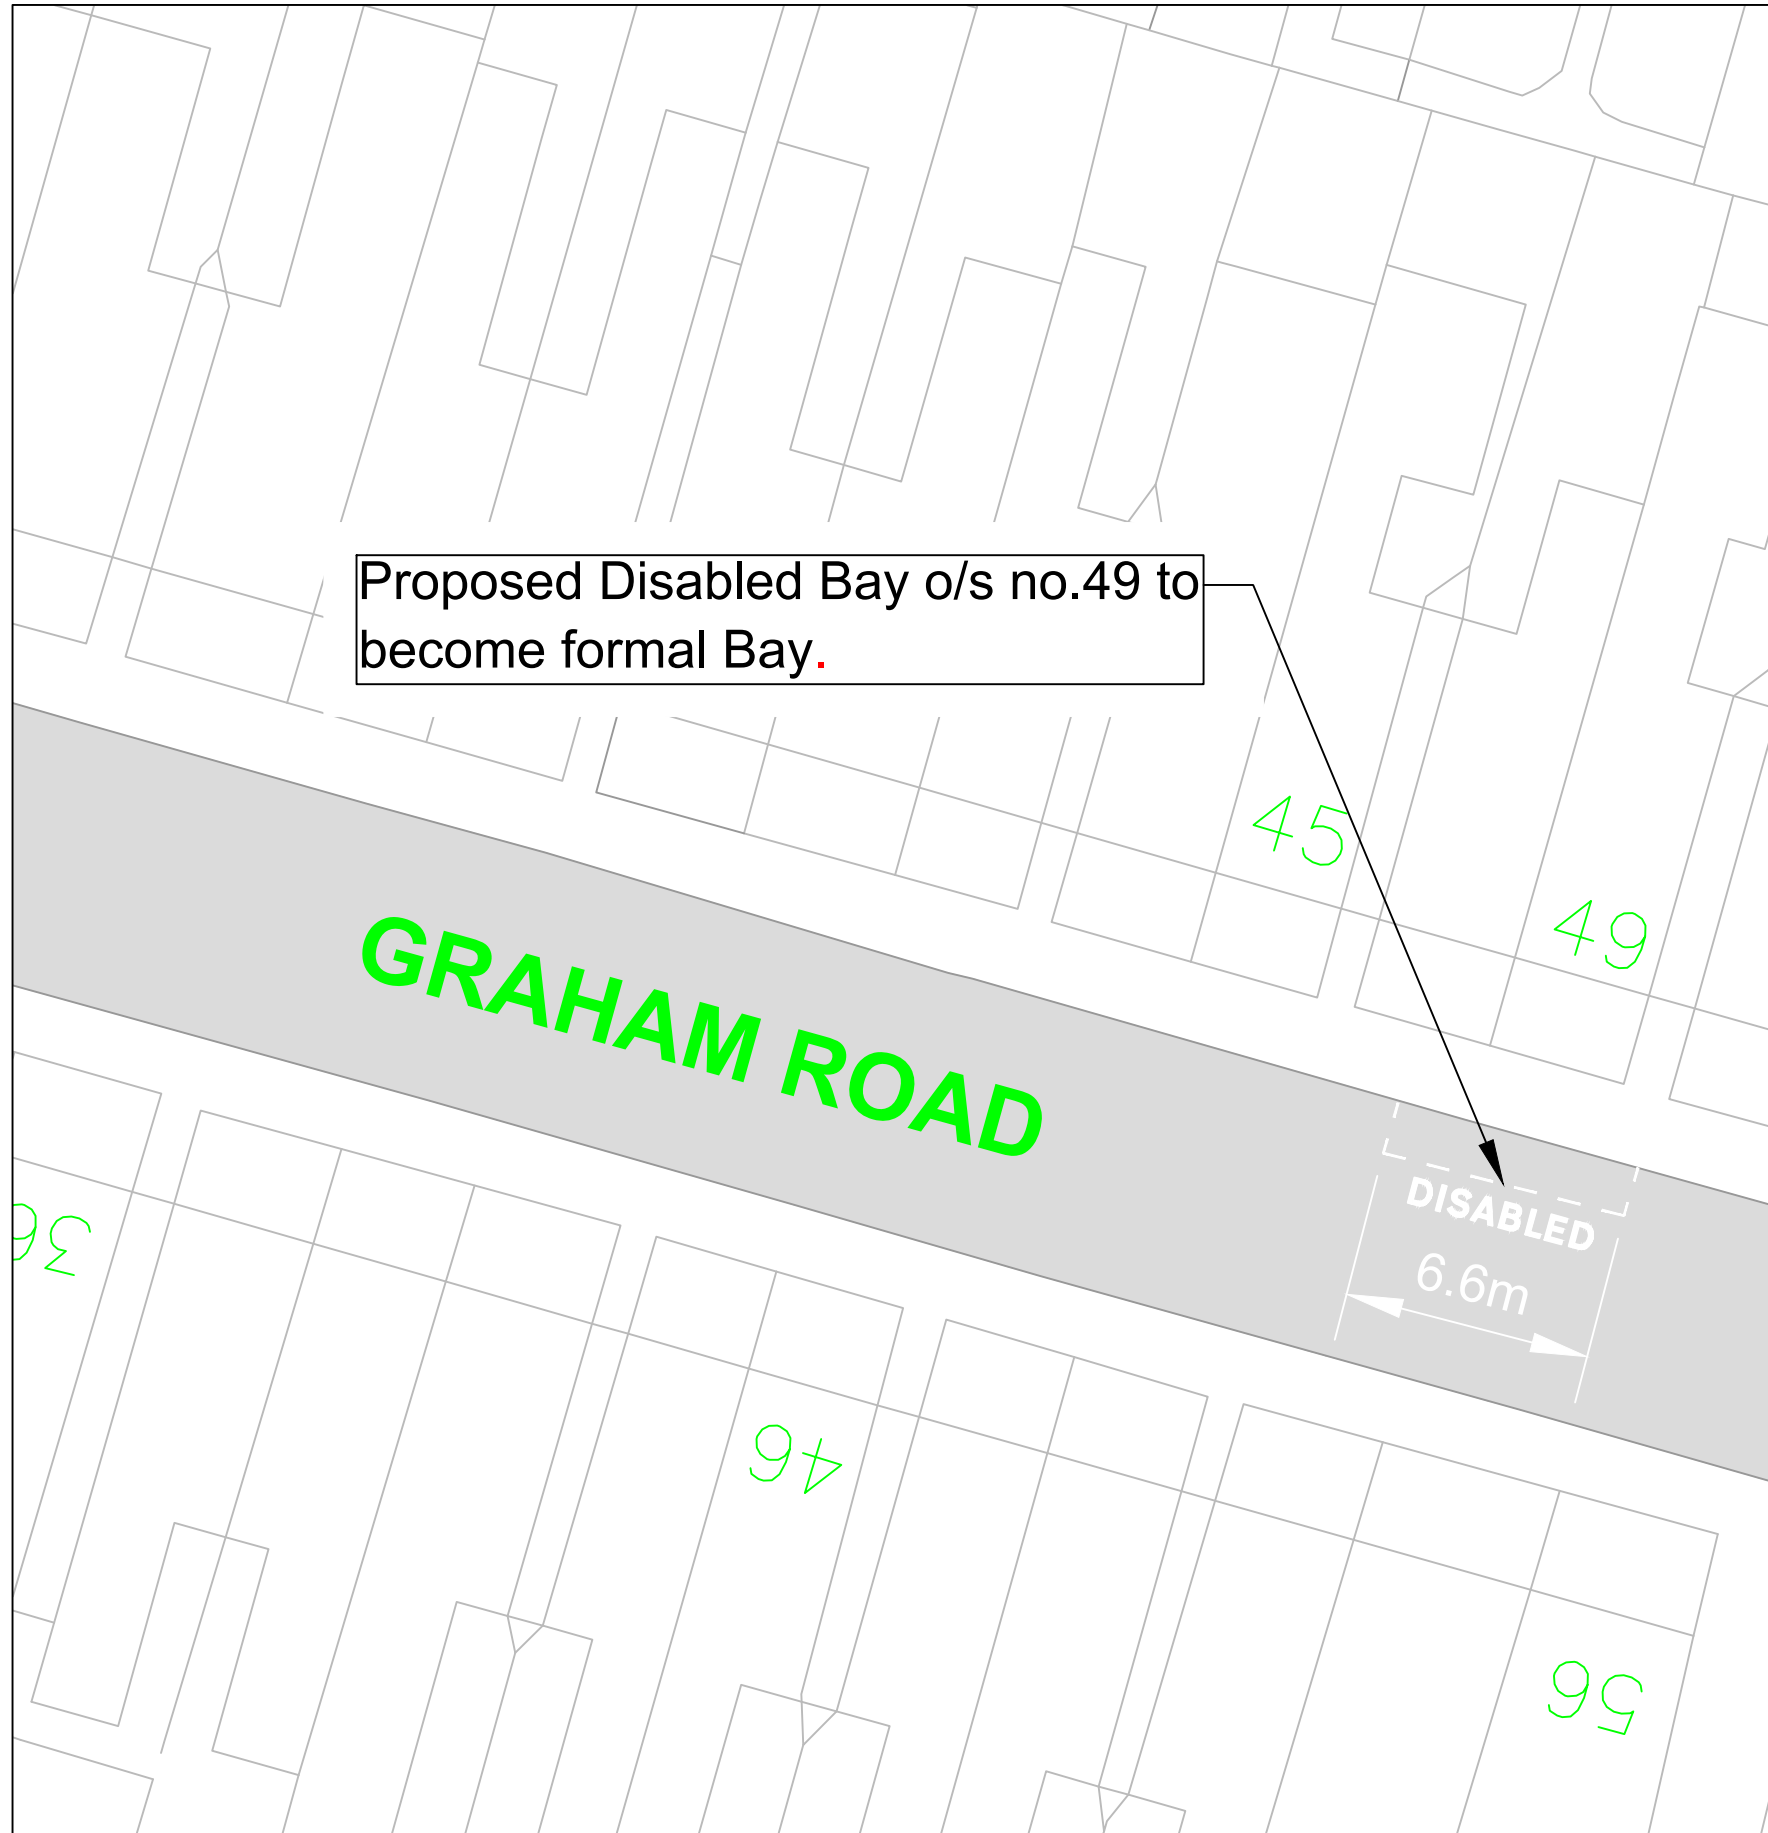 Proposed Disabled Bay o/s no.49 to
become formal Bay.
45
49
GRAHAM ROAD
DISABLED
6.6m
36
46
56